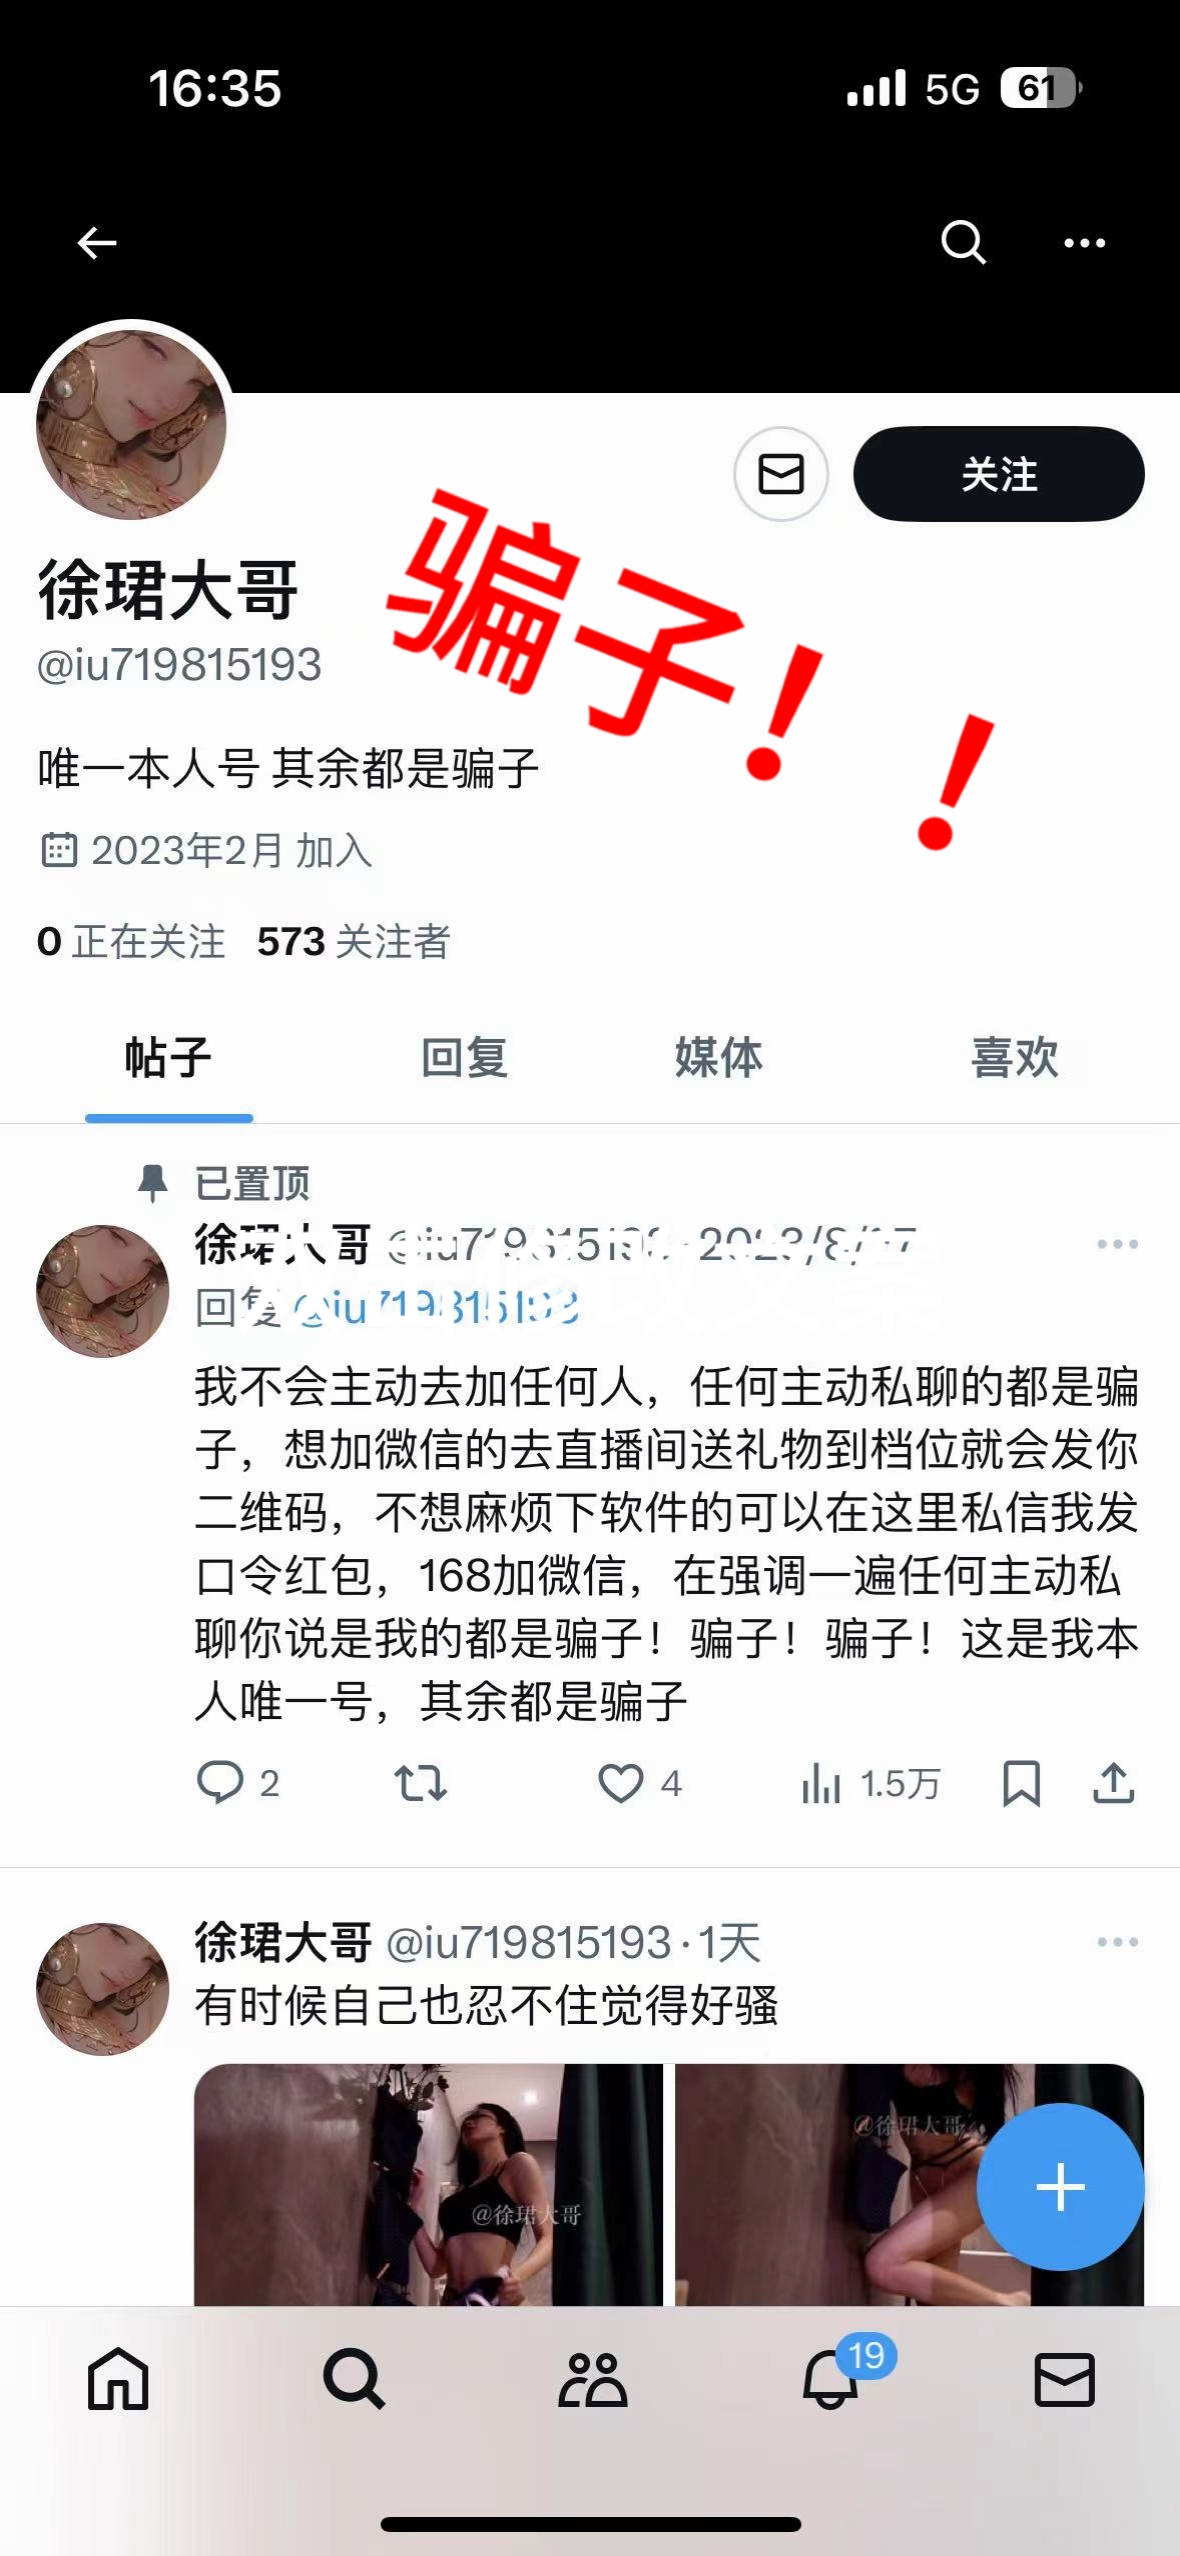 16:35
5G
61
关注
骗子！！
徐珺大哥
@iu719815193
唯一本人号 其余都是骗子
2023年2月 加入
0 正在关注 573 关注者
帖子 回复 媒体 喜欢
已置顶
徐珺大哥 @iu719815193 · 2023/8/17
双击修改文案
回复 @iu719815193
我不会主动去加任何人，任何主动私聊的都是骗
子，想加微信的去直播间送礼物到档位就会发你
二维码，不想麻烦下软件的可以在这里私信我发
口令红包，168加微信，在强调一遍任何主动私
聊你说是我的都是骗子！骗子！骗子！这是我本
人唯一号，其余都是骗子
2 4 1.5万
徐珺大哥 @iu719815193 · 1天
有时候自己也忍不住觉得好骚
@徐珺大哥
@徐珺大哥
19